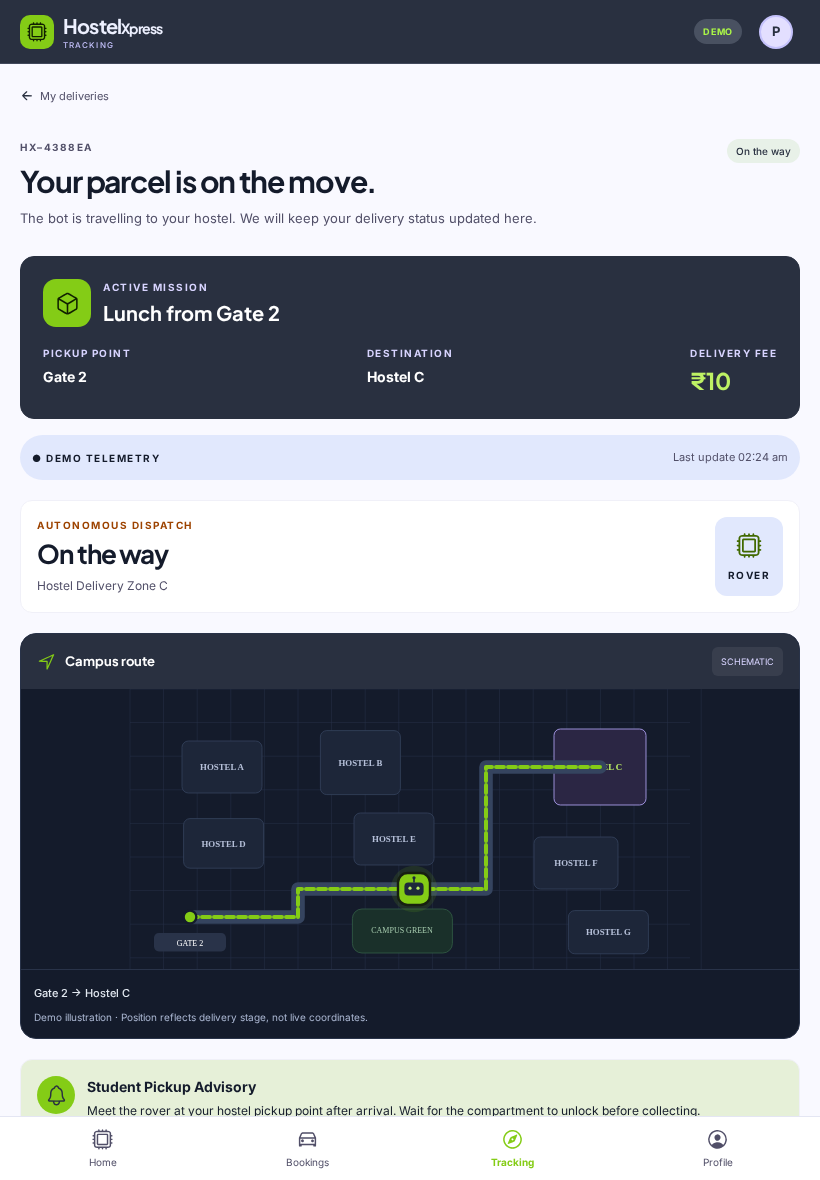 HostelXpress
TRACKING
DEMO
P
My deliveries
HX–4388EA
On the way
Your parcel is on the move.
The bot is travelling to your hostel. We will keep your delivery status updated here.
ACTIVE MISSION
Lunch from Gate 2
PICKUP POINT
DESTINATION
DELIVERY FEE
Gate 2
Hostel C
₹10
DEMO TELEMETRY
Last update 02:24 am
AUTONOMOUS DISPATCH
On the way
Hostel Delivery Zone C
ROVER
Campus route
SCHEMATIC
HOSTEL A
HOSTEL B
EL C
HOSTEL D
HOSTEL E
HOSTEL F
CAMPUS GREEN
HOSTEL G
GATE 2
Gate 2 → Hostel C
Demo illustration · Position reflects delivery stage, not live coordinates.
Student Pickup Advisory
Meet the rover at your hostel pickup point after arrival. Wait for the compartment to unlock before collecting.
Home
Bookings
Tracking
Profile